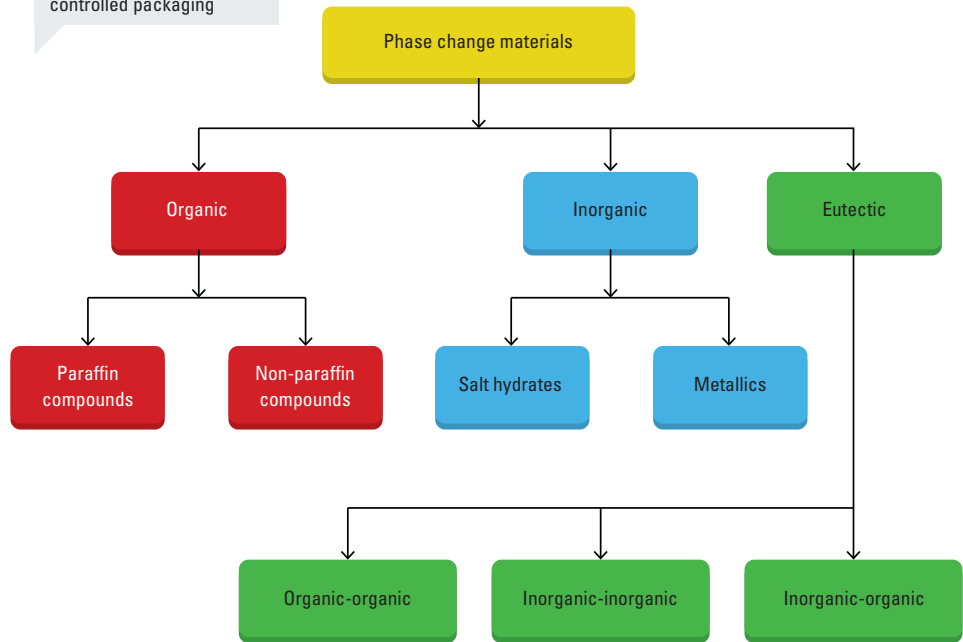 controlled packaging
Phase change materials
Organic
Inorganic
Eutectic
Paraffin
compounds
Non-paraffin
compounds
Salt hydrates
Metallics
Organic-organic
Inorganic-inorganic
Inorganic-organic